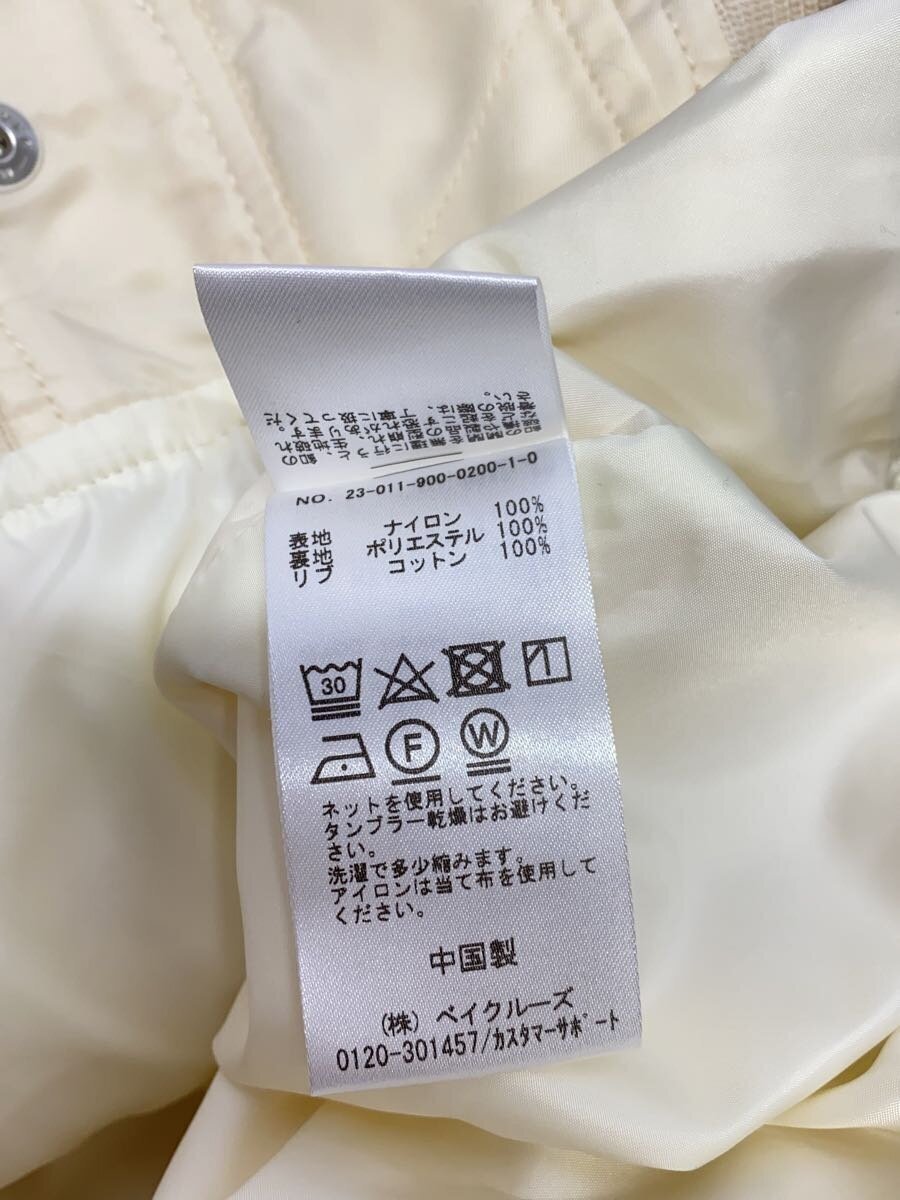 NO. 23-011-900-0200-1-0
表地 ナイロン 100%
裏地 ポリエステル 100%
リブ コットン 100%
30
F W
ネットを使用してください。
タンブラー乾燥はお避けくだ
さい。
洗濯で多少縮みます。
アイロンは当て布を使用して
ください。
中国製
(株) ベイクルーズ
0120-301457/カスタマーサポート